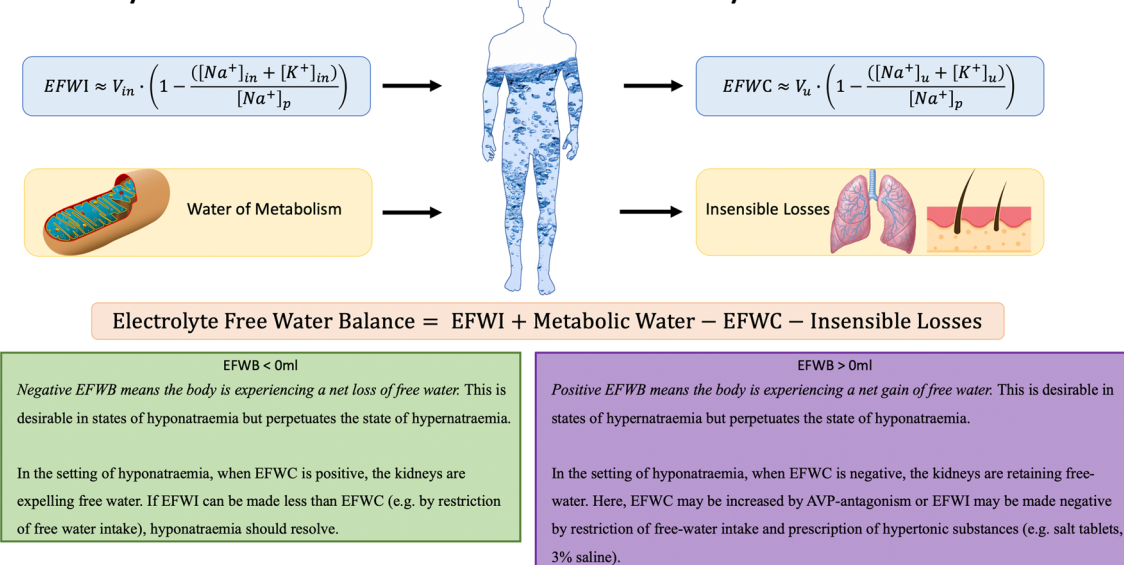 EFWI ≈ V_in · (1 − ([Na⁺]_in + [K⁺]_in) / [Na⁺]_p)
EFWC ≈ V_u · (1 − ([Na⁺]_u + [K⁺]_u) / [Na⁺]_p)
Water of Metabolism
Insensible Losses
Electrolyte Free Water Balance = EFWI + Metabolic Water − EFWC − Insensible Losses
EFWB < 0ml
Negative EFWB means the body is experiencing a net loss of free water. This is
desirable in states of hyponatraemia but perpetuates the state of hypernatraemia.
In the setting of hyponatraemia, when EFWC is positive, the kidneys are
expelling free water. If EFWI can be made less than EFWC (e.g. by restriction
of free water intake), hyponatraemia should resolve.
EFWB > 0ml
Positive EFWB means the body is experiencing a net gain of free water. This is desirable in
states of hypernatraemia but perpetuates the state of hyponatraemia.
In the setting of hyponatraemia, when EFWC is negative, the kidneys are retaining free-
water. Here, EFWC may be increased by AVP-antagonism or EFWI may be made negative
by restriction of free-water intake and prescription of hypertonic substances (e.g. salt tablets,
3% saline).